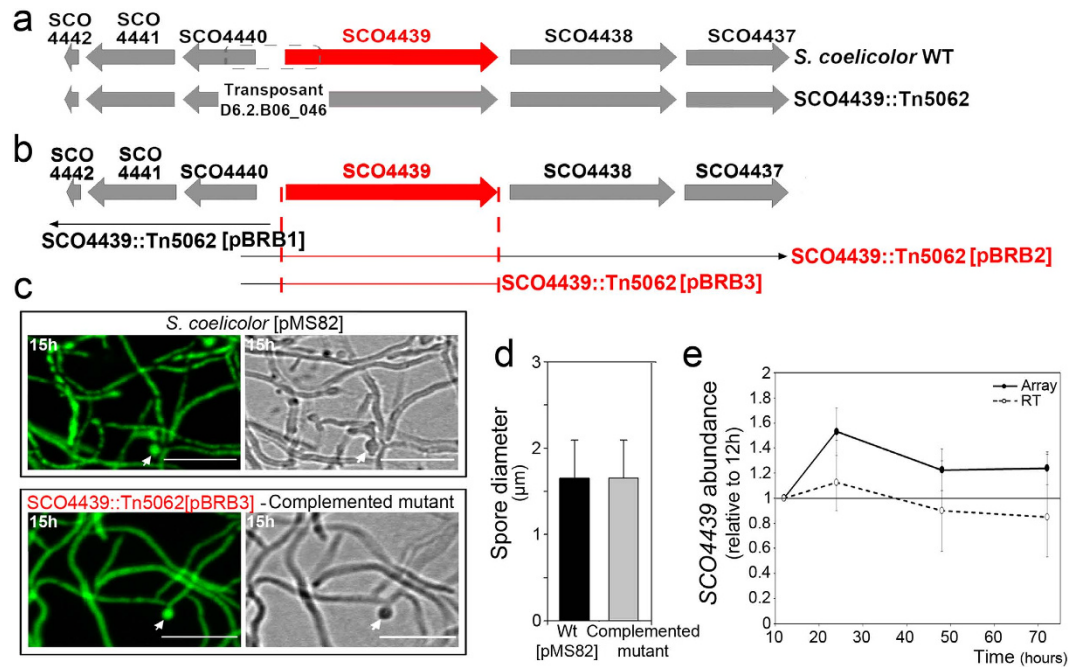 a
SCO
4442
SCO
4441
SCO4440
SCO4439
SCO4438
SCO4437
S. coelicolor WT
Transposant
D6.2.B06_046
SCO4439::Tn5062
b
SCO
4442
SCO
4441
SCO4440
SCO4439
SCO4438
SCO4437
SCO4439::Tn5062 [pBRB1]
SCO4439::Tn5062 [pBRB2]
SCO4439::Tn5062 [pBRB3]
c
S. coelicolor [pMS82]
15h
15h
SCO4439::Tn5062[pBRB3] -Complemented mutant
15h
15h
d
Spore diameter
(µm)
3
2
1
0
Wt
[pMS82]
Complemented
mutant
e
SCO4439 abundance
(relative to 12h)
2
1.8
1.6
1.4
1.2
1
0.8
0.6
0.4
0.2
0
Array
RT
10 20 30 40 50 60 70
Time (hours)